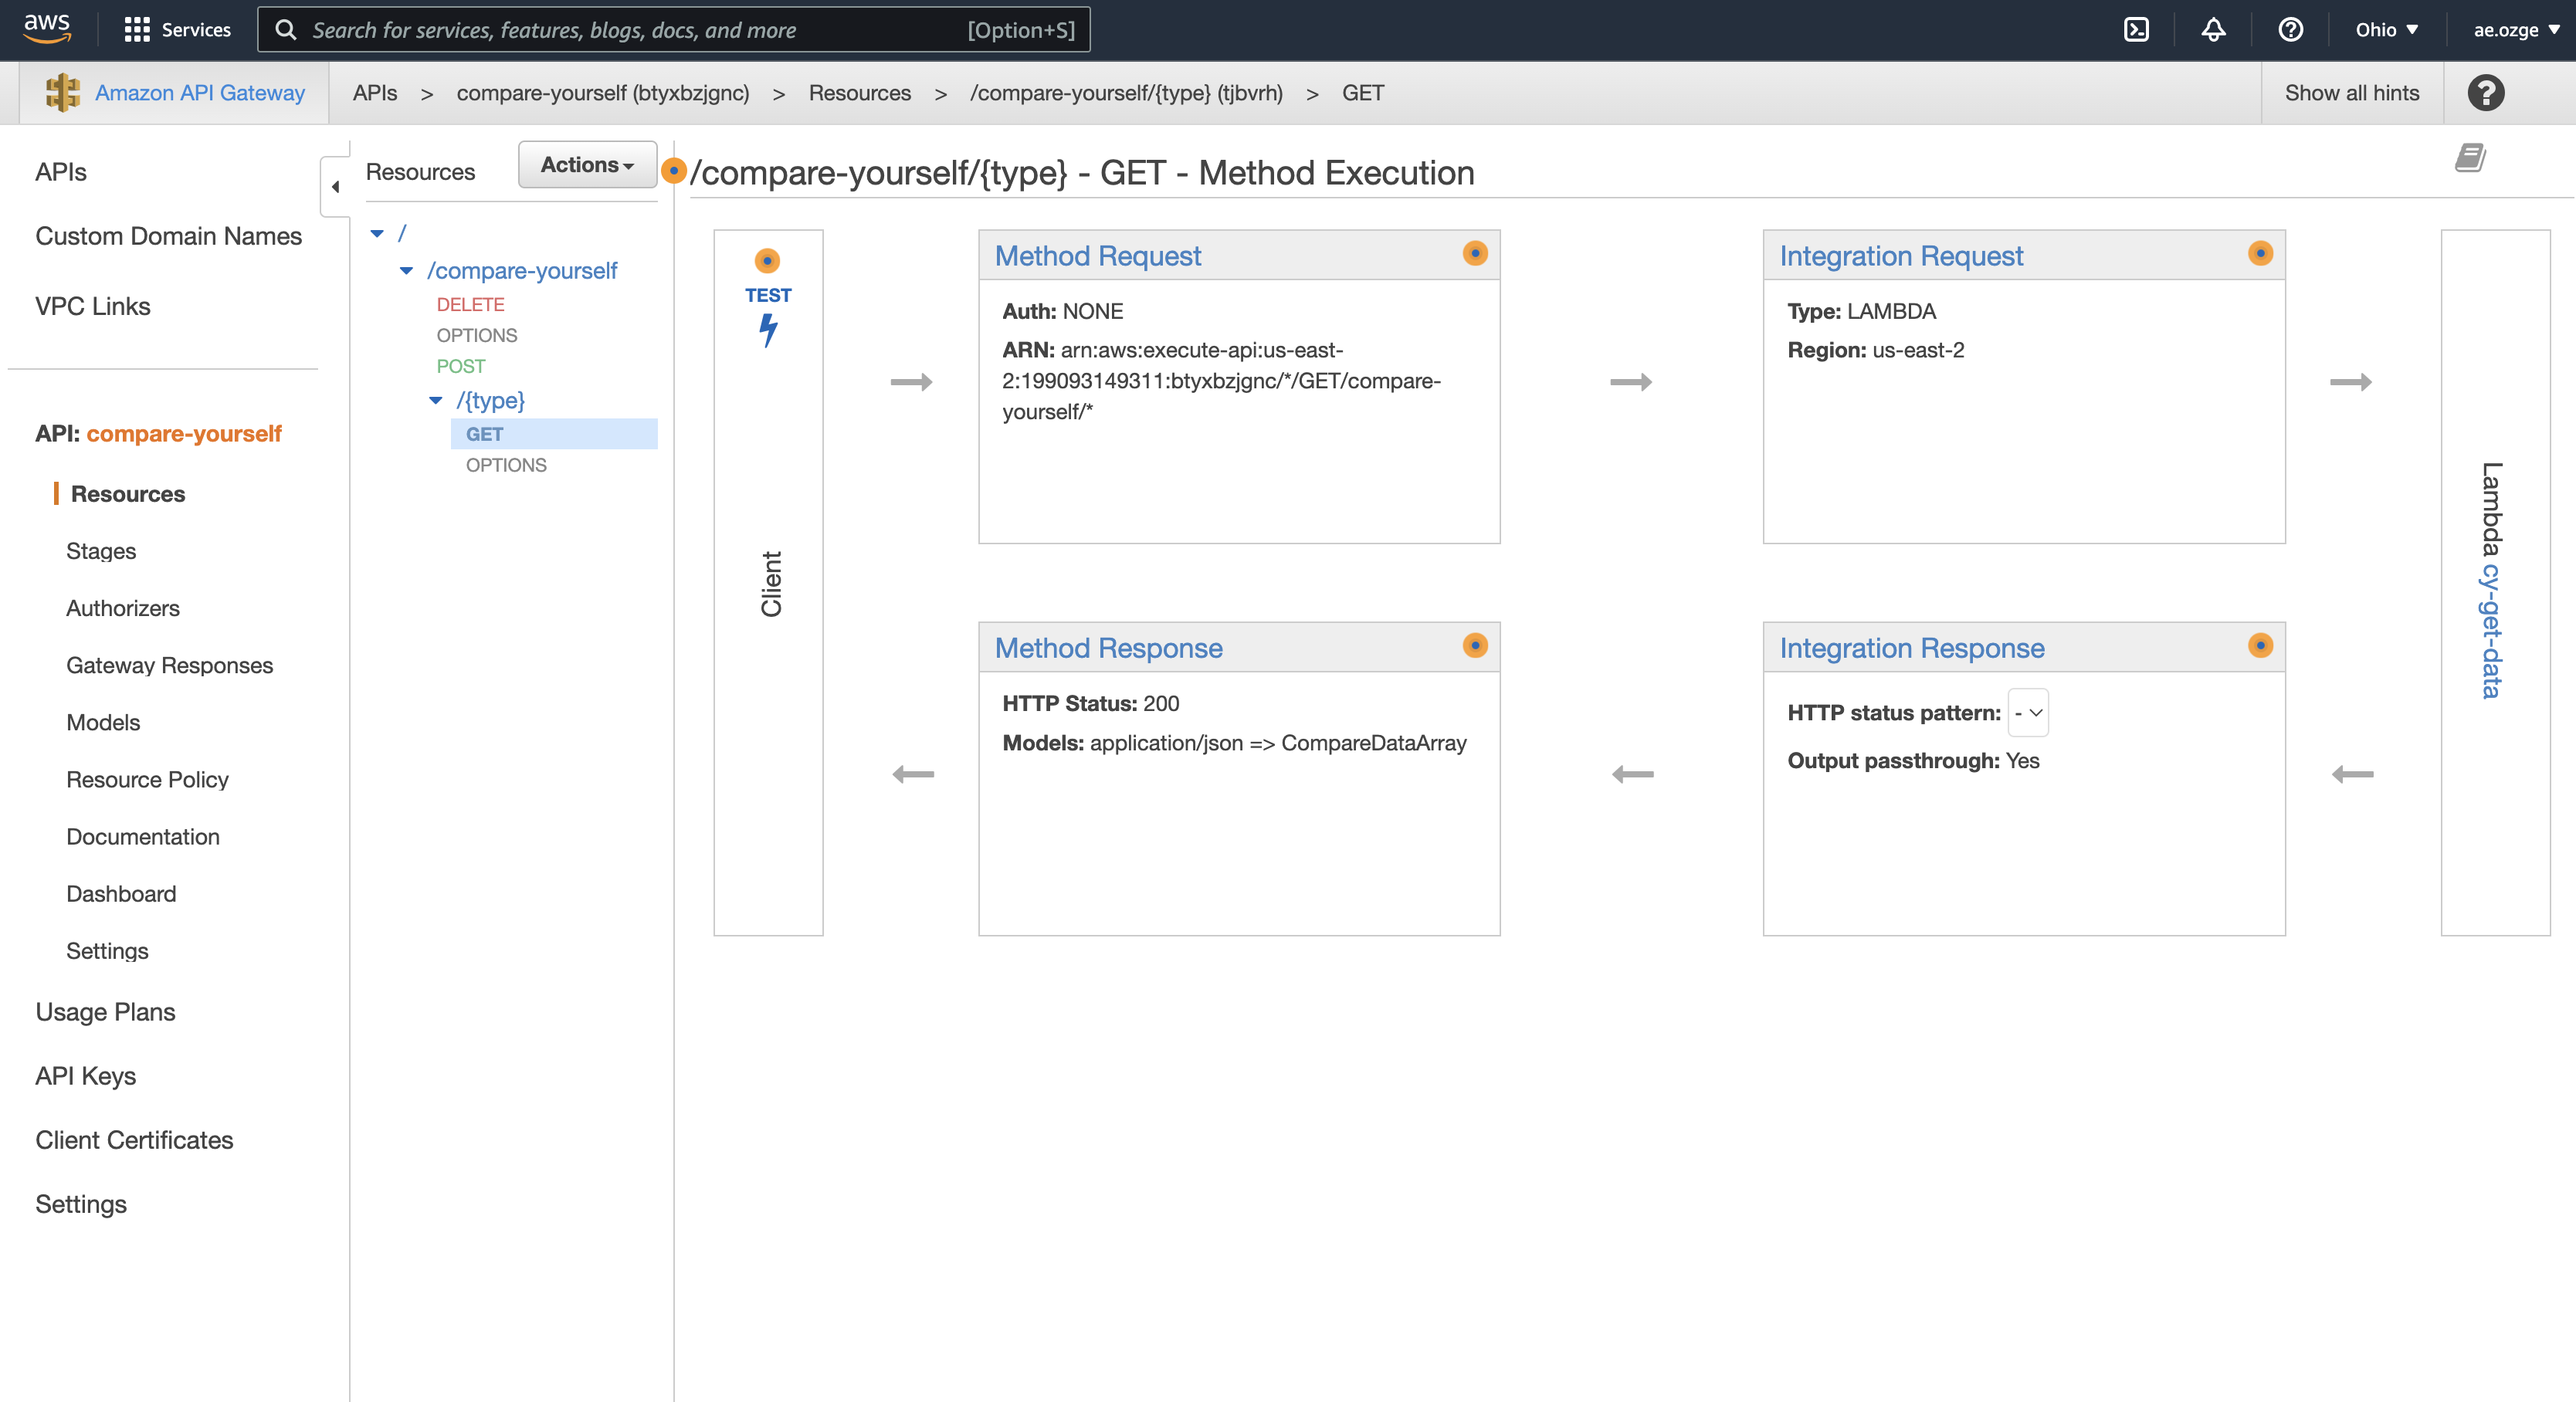 aws
Services
Search for services, features, blogs, docs, and more
[Option+S]
Ohio
ae.ozge
Amazon API Gateway
APIs > compare-yourself (btyxbzjgnc) > Resources > /compare-yourself/{type} (tjbvrh) > GET
Show all hints
APIs
Custom Domain Names
VPC Links
API: compare-yourself
Resources
Stages
Authorizers
Gateway Responses
Models
Resource Policy
Documentation
Dashboard
Settings
Usage Plans
API Keys
Client Certificates
Settings
Resources
Actions
/
/compare-yourself
DELETE
OPTIONS
POST
/{type}
GET
OPTIONS
/compare-yourself/{type} - GET - Method Execution
TEST
Client
Method Request
Auth: NONE
ARN: arn:aws:execute-api:us-east-
2:199093149311:btyxbzjgnc/*/GET/compare-
yourself/*
Integration Request
Type: LAMBDA
Region: us-east-2
Lambda cy-get-data
Method Response
HTTP Status: 200
Models: application/json => CompareDataArray
Integration Response
HTTP status pattern: -
Output passthrough: Yes